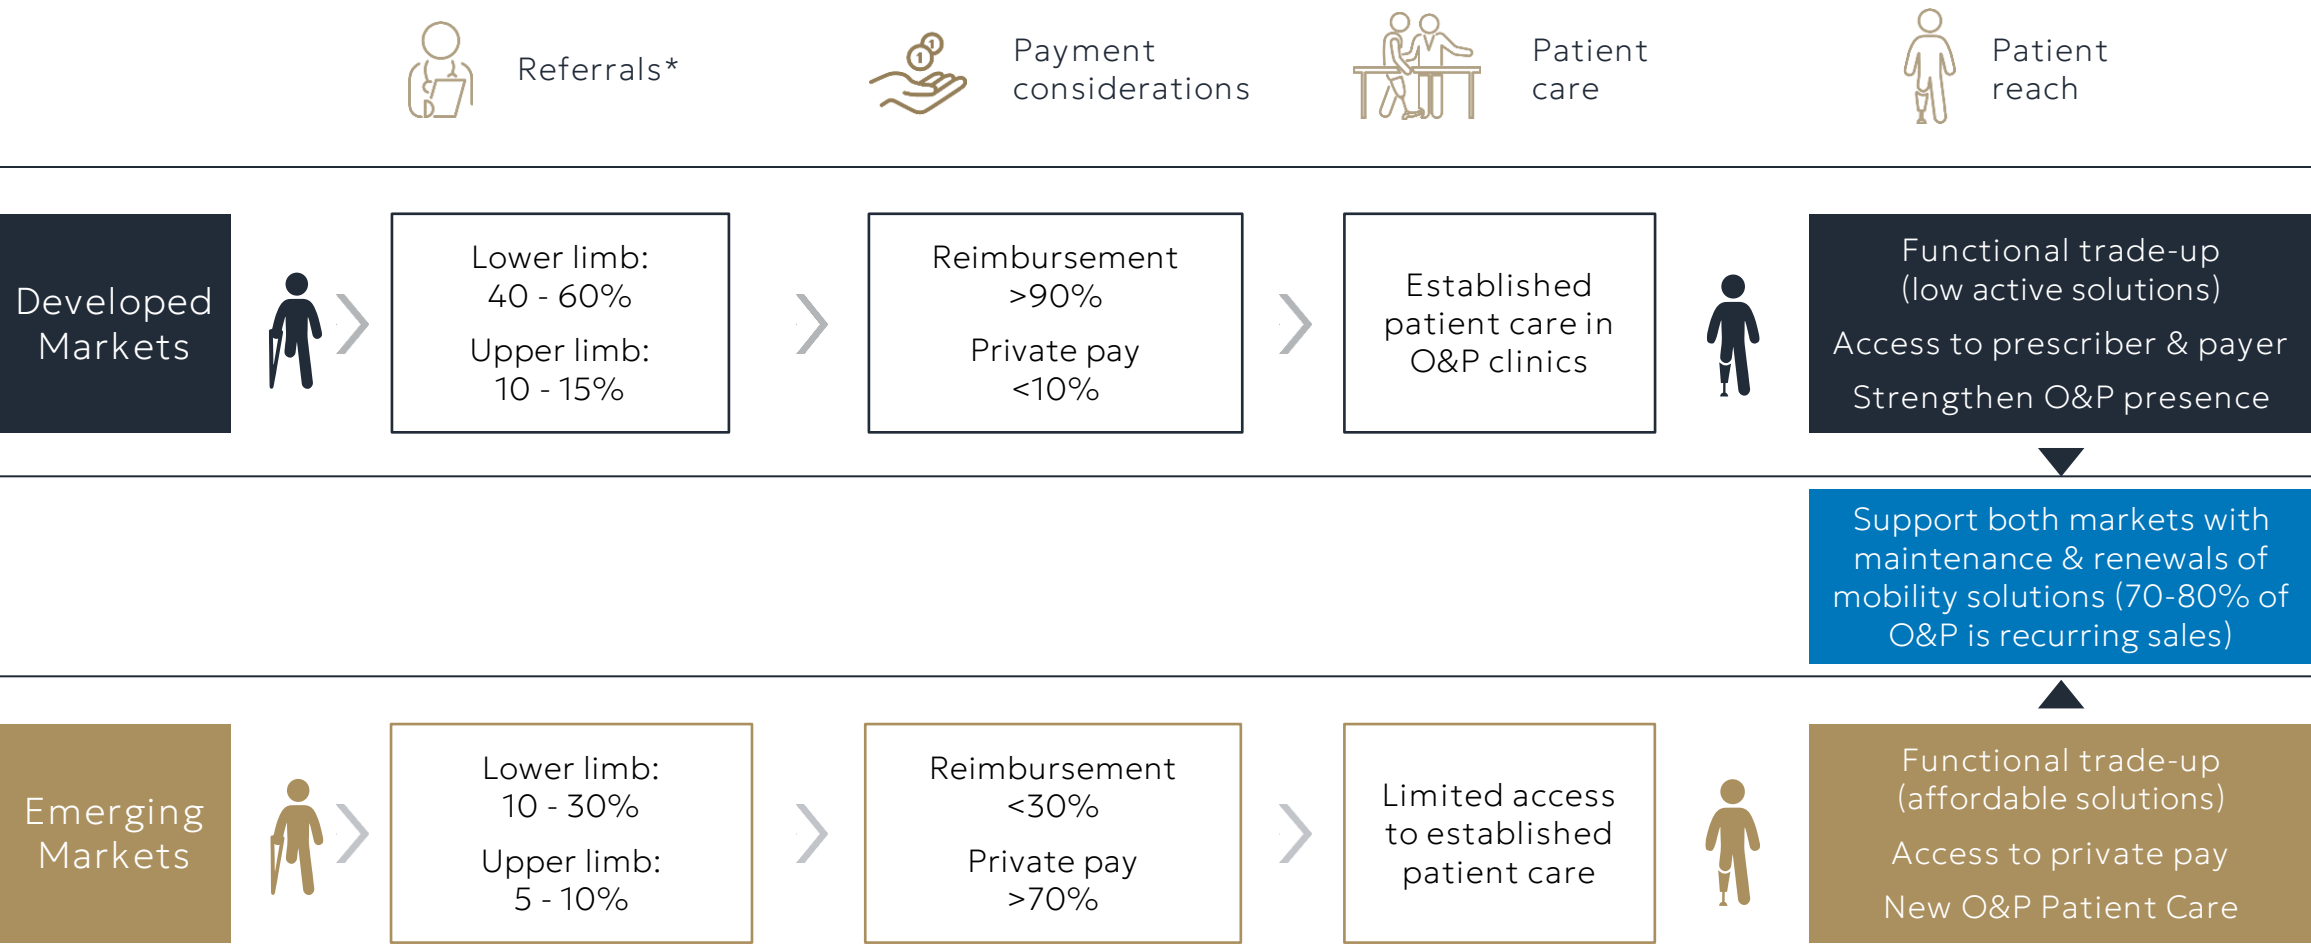 Referrals*
Payment
considerations
Patient
care
Patient
reach
Developed
Markets
Lower limb:
40 - 60%
Upper limb:
10 - 15%
Reimbursement
>90%
Private pay
<10%
Established
patient care in
O&P clinics
Functional trade-up
(low active solutions)
Access to prescriber & payer
Strengthen O&P presence
Support both markets with
maintenance & renewals of
mobility solutions (70-80% of
O&P is recurring sales)
Emerging
Markets
Lower limb:
10 - 30%
Upper limb:
5 - 10%
Reimbursement
<30%
Private pay
>70%
Limited access
to established
patient care
Functional trade-up
(affordable solutions)
Access to private pay
New O&P Patient Care